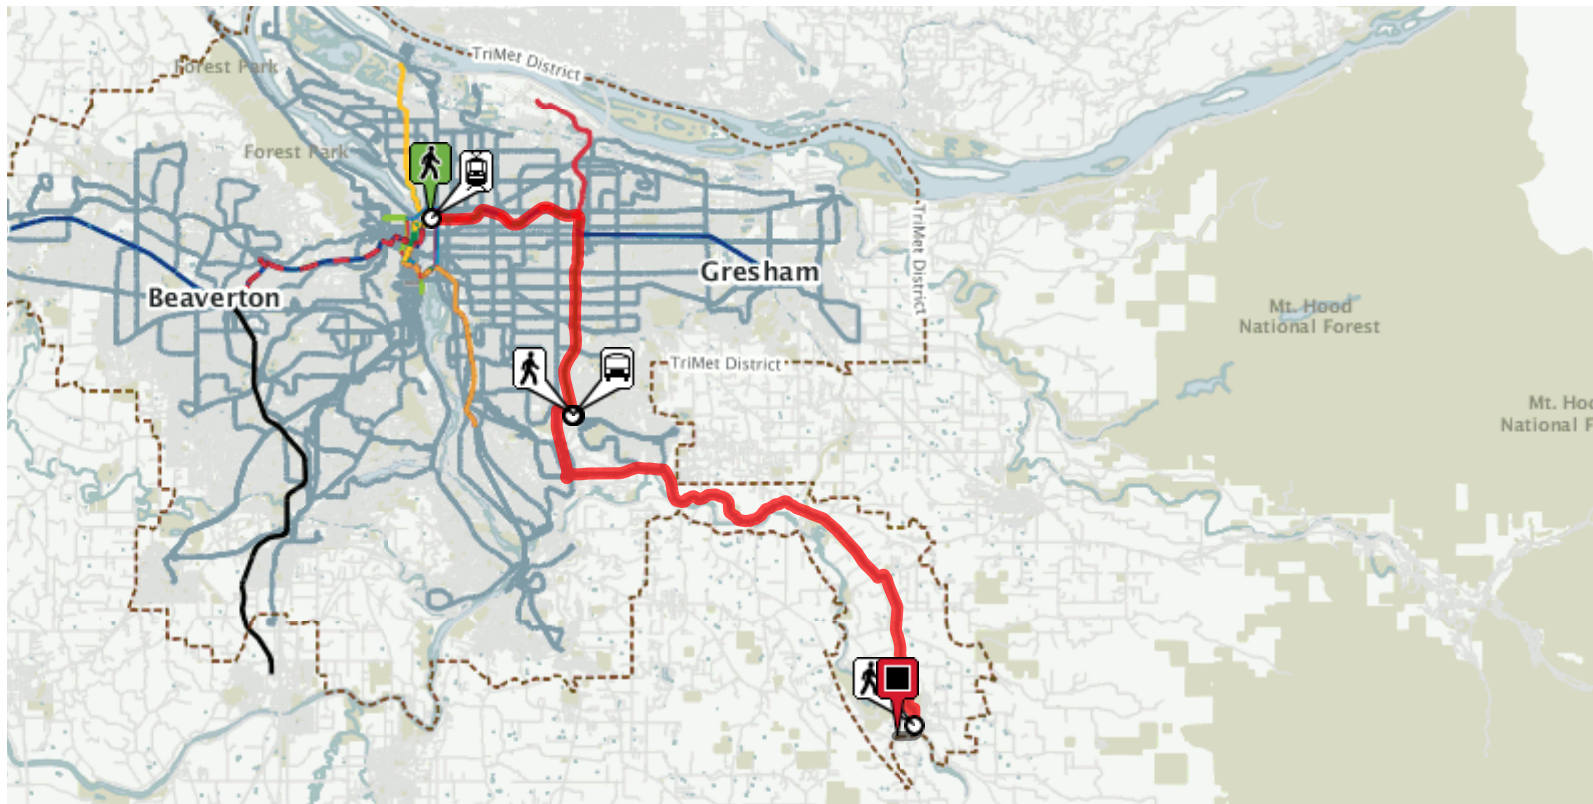 TriMet District
Forest Park
Forest Park
TriMet District
Gresham
Beaverton
Mt. Hood
National Forest
TriMet District
Mt. Hoo
National F